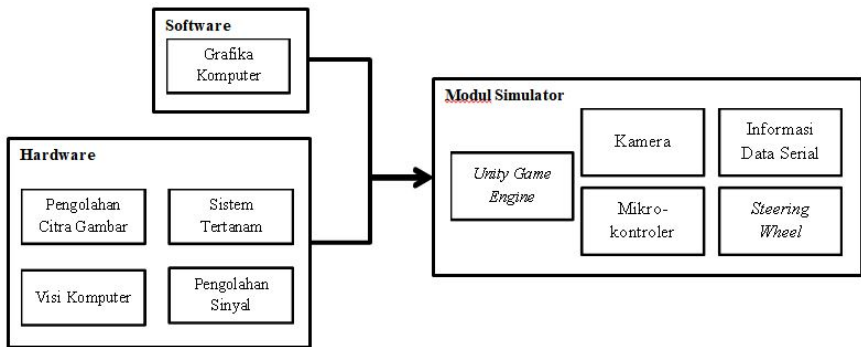 Software
Grafika
Komputer
Hardware
Pengolahan
Citra Gambar
Sistem
Tertanam
Visi Komputer
Pengolahan
Sinyal
Modul Simulator
Unity Game
Engine
Kamera
Informasi
Data Serial
Mikro-
kontroler
Steering
Wheel